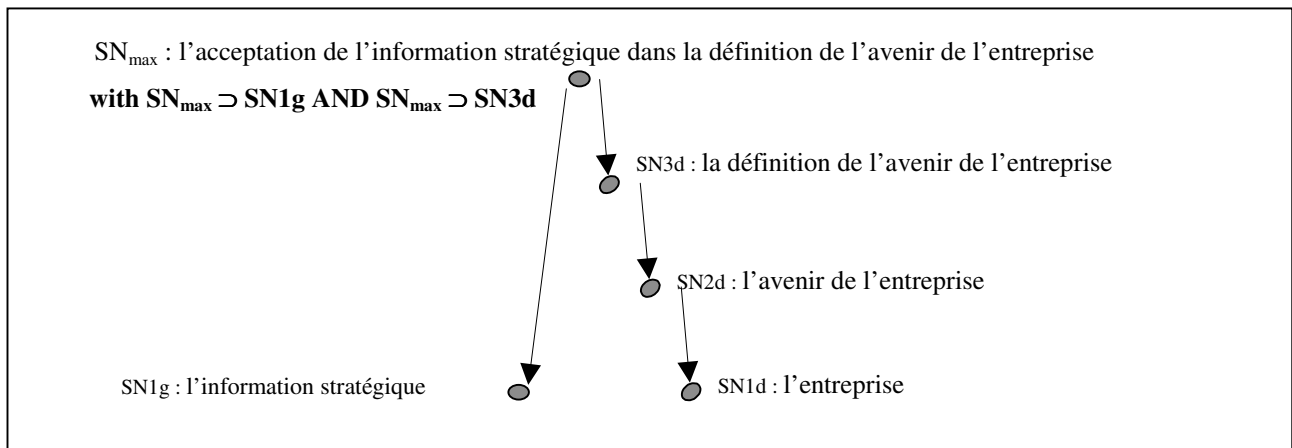 SNmax : l’acceptation de l’information stratégique dans la définition de l’avenir de l’entreprise
with SNmax ⊃ SN1g AND SNmax ⊃ SN3d
SN3d : la définition de l’avenir de l’entreprise
SN2d : l’avenir de l’entreprise
SN1g : l’information stratégique
SN1d : l’entreprise